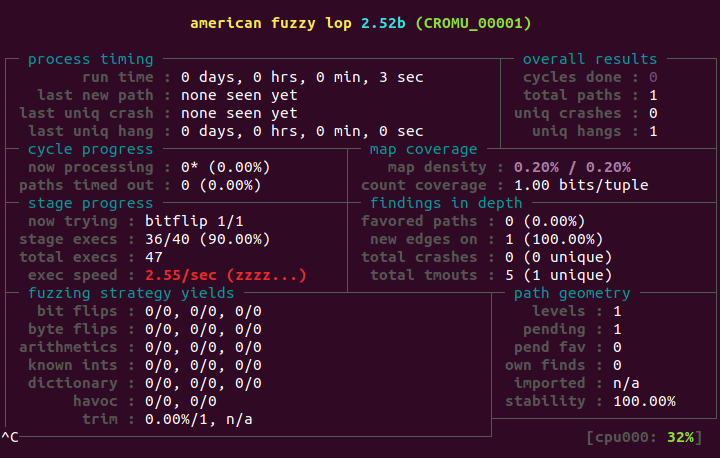 american fuzzy lop 2.52b (CROMU_00001)
process timing overall results
run time : 0 days, 0 hrs, 0 min, 3 sec cycles done : 0
last new path : none seen yet total paths : 1
last uniq crash : none seen yet uniq crashes : 0
last uniq hang : 0 days, 0 hrs, 0 min, 0 sec uniq hangs : 1
cycle progress map coverage
now processing : 0* (0.00%) map density : 0.20% / 0.20%
paths timed out : 0 (0.00%) count coverage : 1.00 bits/tuple
stage progress findings in depth
now trying : bitflip 1/1 favored paths : 0 (0.00%)
stage execs : 36/40 (90.00%) new edges on : 1 (100.00%)
total execs : 47 total crashes : 0 (0 unique)
exec speed : 2.55/sec (zzzz...) total tmouts : 5 (1 unique)
fuzzing strategy yields path geometry
bit flips : 0/0, 0/0, 0/0 levels : 1
byte flips : 0/0, 0/0, 0/0 pending : 1
arithmetics : 0/0, 0/0, 0/0 pend fav : 0
known ints : 0/0, 0/0, 0/0 own finds : 0
dictionary : 0/0, 0/0, 0/0 imported : n/a
havoc : 0/0, 0/0 stability : 100.00%
trim : 0.00%/1, n/a
^C [cpu000: 32%]